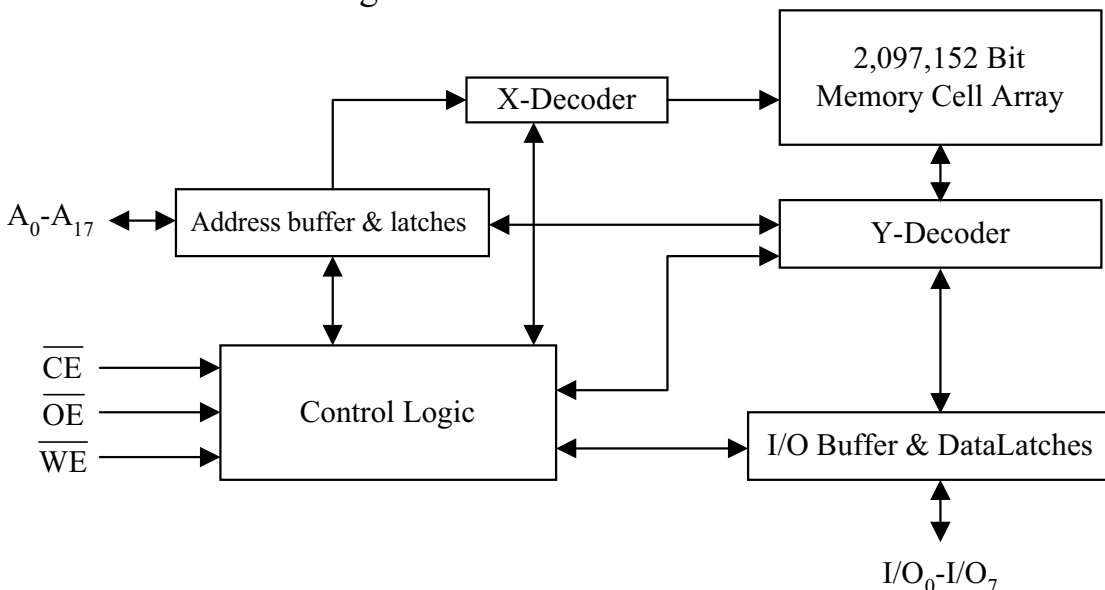 2,097,152 Bit
Memory Cell Array
X-Decoder
A0-A17
Address buffer & latches
Y-Decoder
CE
OE
WE
Control Logic
I/O Buffer & DataLatches
I/O0-I/O7